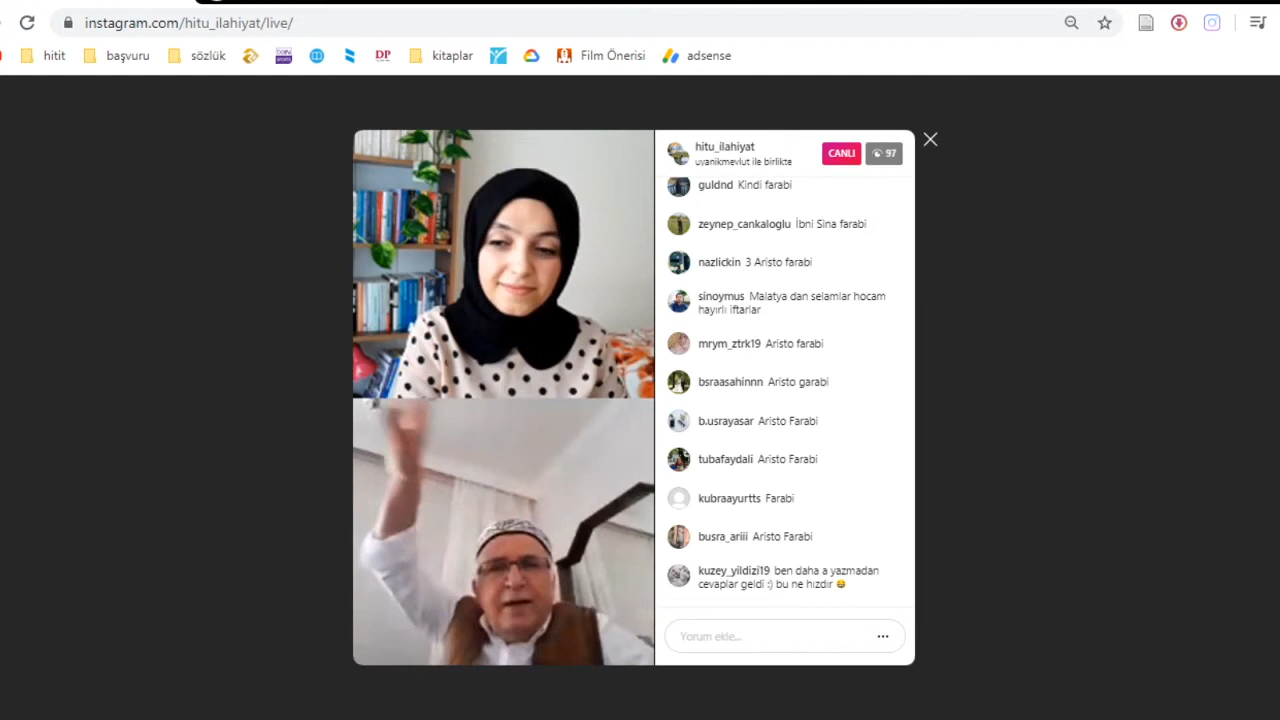 instagram.com/hitu_ilahiyat/live/
hitit başvuru sözlük DP kitaplar Film Önerisi adsense
hitu_ilahiyat
uyanikmevlut ile birlikte
CANLI 97
guldnd Kindi farabi
zeynep_cankaloglu İbni Sina farabi
nazlickin 3 Aristo farabi
sinoymus Malatya dan selamlar hocam
hayırlı iftarlar
mrym_ztrk19 Aristo farabi
bsraasahinnn Aristo garabi
b.usrayasar Aristo Farabi
tubafaydali Aristo Farabi
kubraayurtts Farabi
busra_ariii Aristo Farabi
kuzey_yildizi19 ben daha a yazmadan
cevaplar geldi :) bu ne hızdır 😂
Yorum ekle...